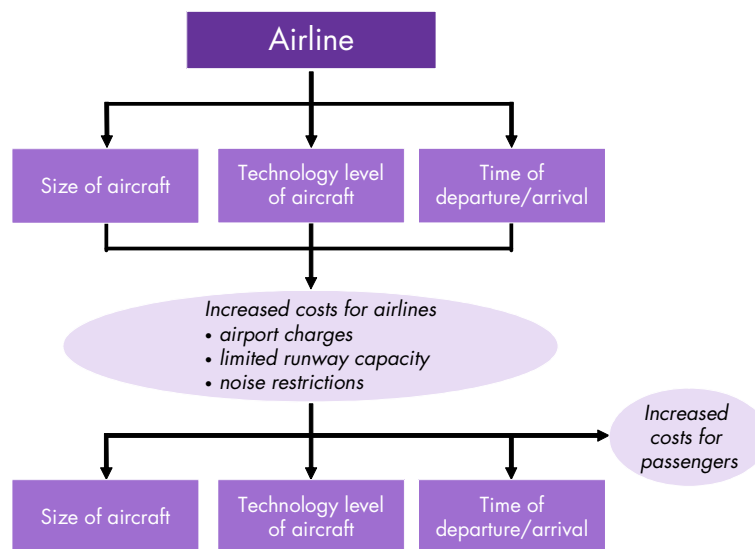 Airline
Size of aircraft
Technology level
of aircraft
Time of
departure/arrival
Increased costs for airlines
• airport charges
• limited runway capacity
• noise restrictions
Increased
costs for
passengers
Size of aircraft
Technology level
of aircraft
Time of
departure/arrival